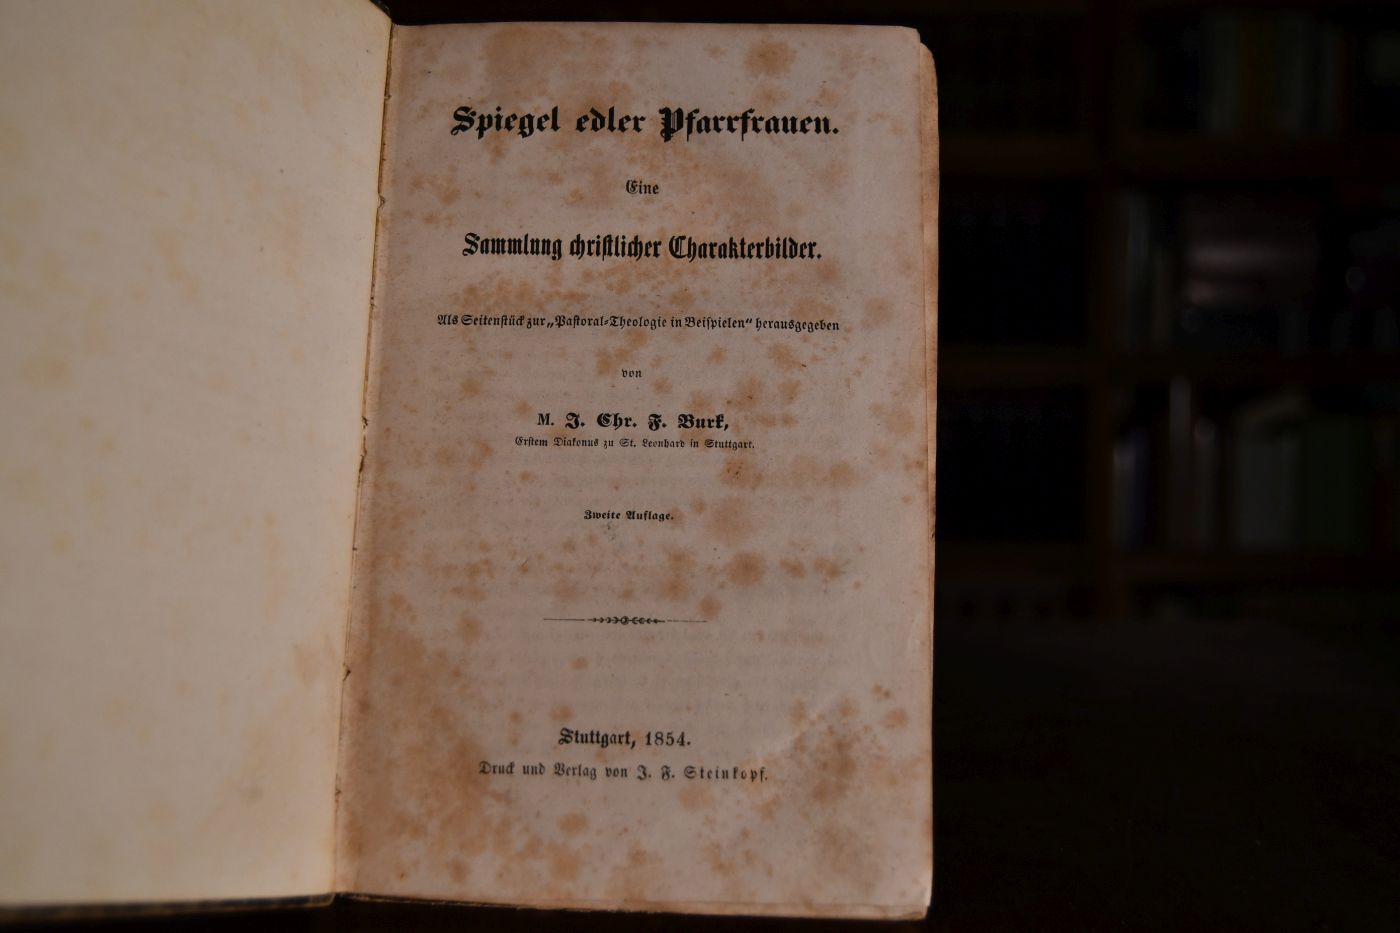 Spiegel edler Pfarrfrauen.
Eine
Sammlung christlicher Charakterbilder.
Als Seitenstück zur „Pastoral-Theologie in Beispielen“ herausgegeben
von
M. J. Chr. F. Burk,
Erstem Diakonus zu St. Leonhard in Stuttgart.
Zweite Auflage.
Stuttgart, 1854.
Druck und Verlag von J. F. Steinkopf.